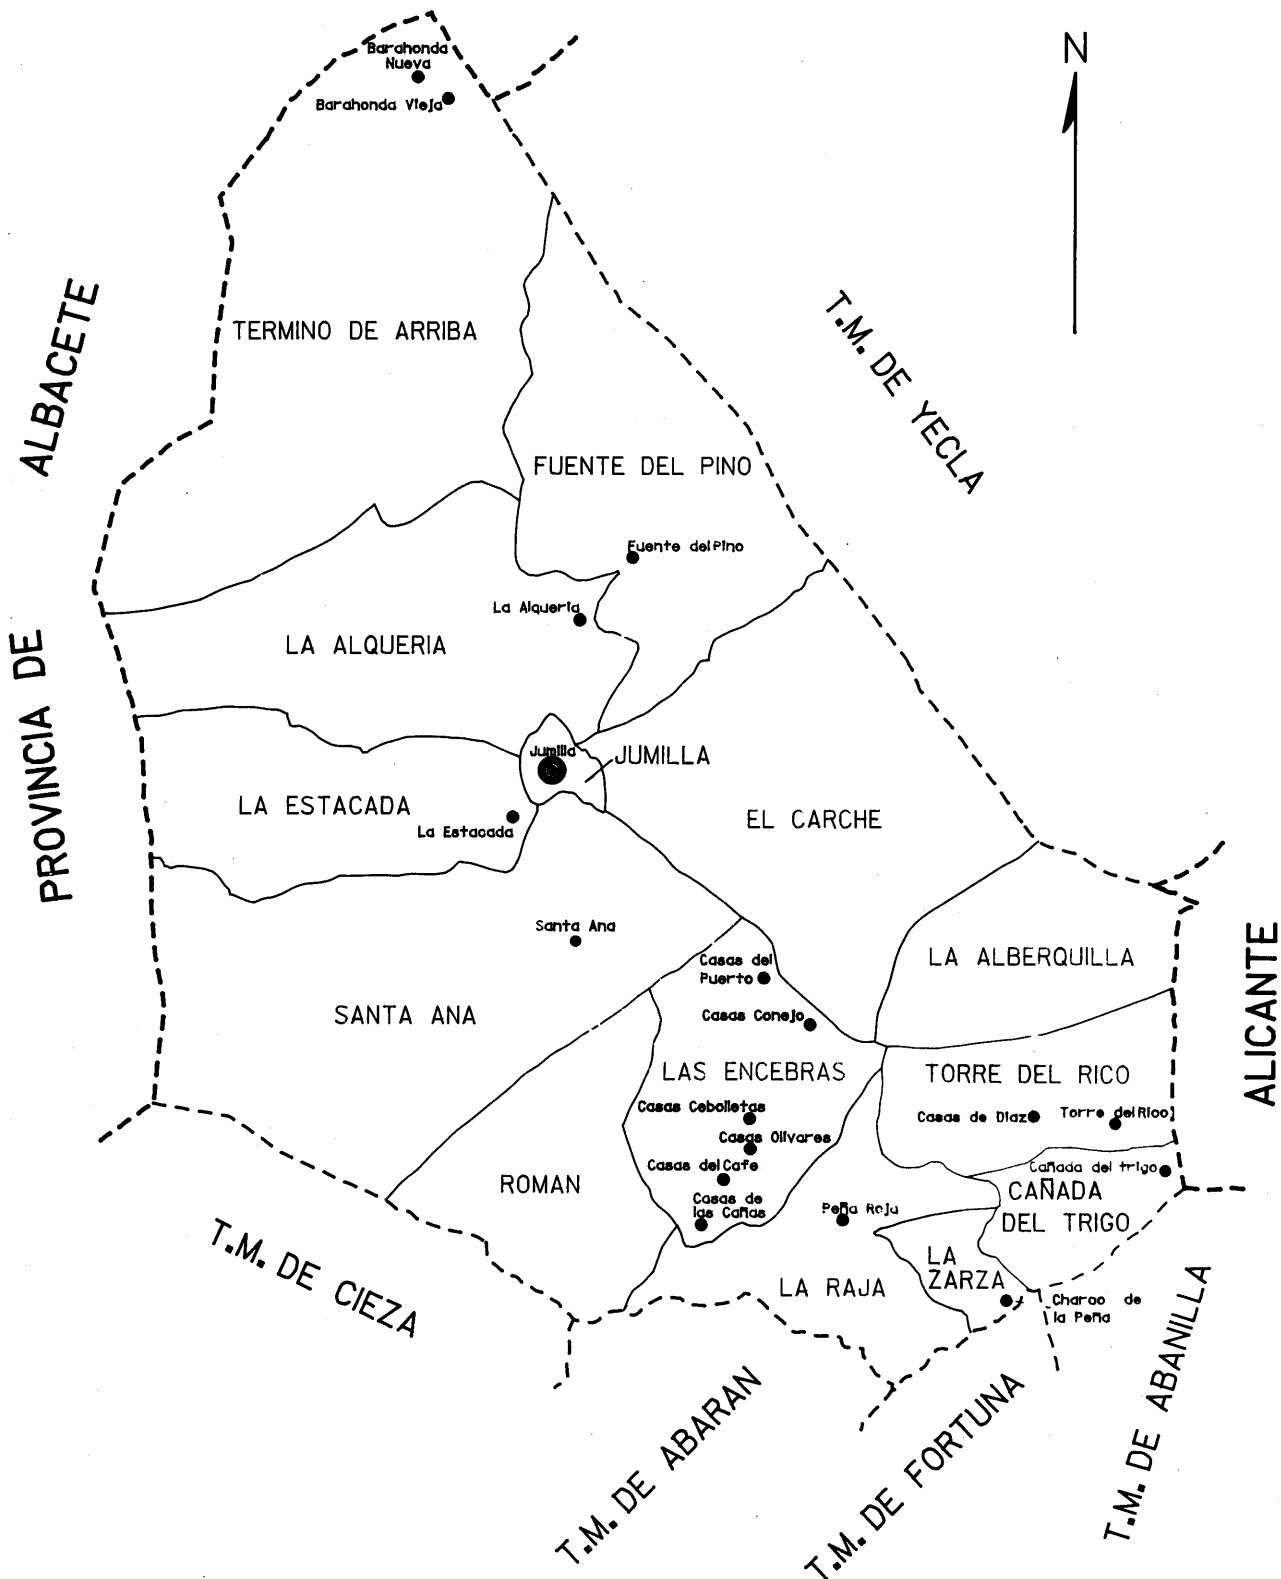 N
Barahonda
Nueva
Barahonda Vieja
TERMINO DE ARRIBA
ALBACETE
T.M. DE YECLA
FUENTE DEL PINO
Fuente del Pino
La Alqueria
LA ALQUERIA
PROVINCIA DE
Jumilla
JUMILLA
LA ESTACADA
La Estacada
EL CARCHE
Santa Ana
SANTA ANA
Casas del
Puerto
Casas Conejo
LA ALBERQUILLA
ALICANTE
LAS ENCEBRAS
TORRE DEL RICO
Casas Cebolletas
Casas de Diaz
Torre del Rico
Casas Olivares
Casas del Cafe
Cañada del trigo
ROMAN
Casas de
las Cañas
Peña Roja
CAÑADA
DEL TRIGO
LA
ZARZA
LA RAJA
Charco de
la Peña
T.M. DE CIEZA
T.M. DE ABARAN
T.M. DE FORTUNA
T.M. DE ABANILLA